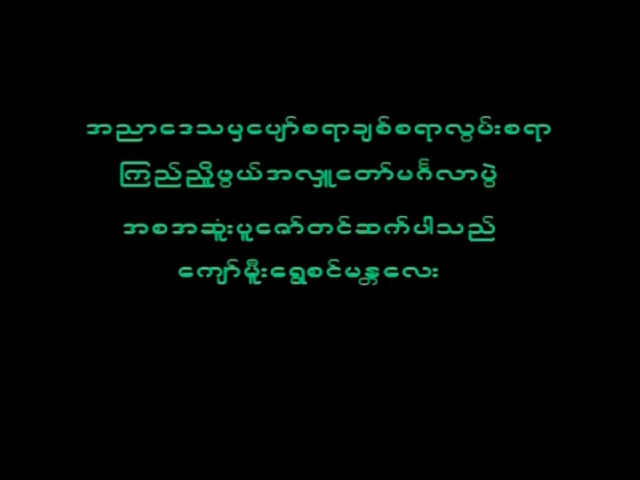 အညာဒေသမှပျော်စရာချစ်စရာလွမ်းစရာ
ကြည်ညိူဖွယ်အလှူတော်မင်္ဂလာပွဲ
အစအဆူံးပူဇော်တင်ဆက်ပါသည်
ကျော်မိူးရွှေစင်မန္တလေး